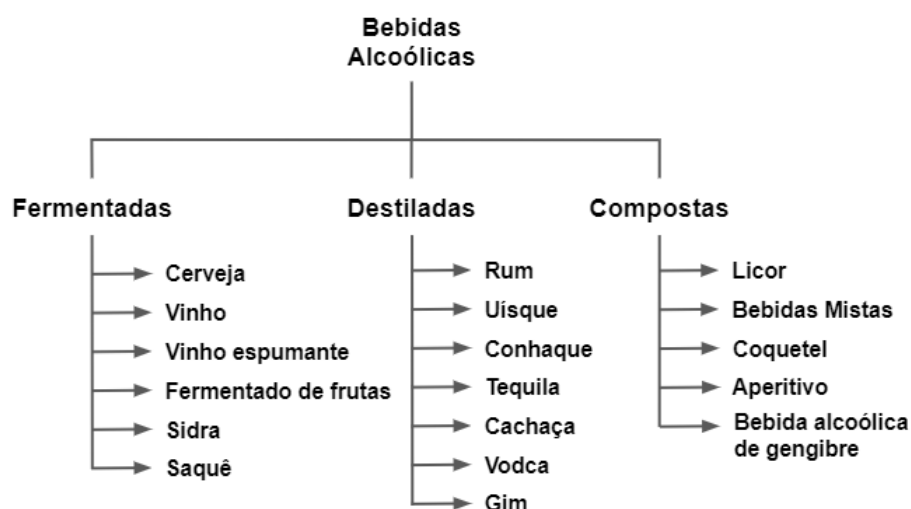 Bebidas
Alcoólicas
Fermentadas
Destiladas
Compostas
Cerveja
Vinho
Vinho espumante
Fermentado de frutas
Sidra
Saquê
Rum
Uísque
Conhaque
Tequila
Cachaça
Vodca
Gim
Licor
Bebidas Mistas
Coquetel
Aperitivo
Bebida alcoólica
de gengibre